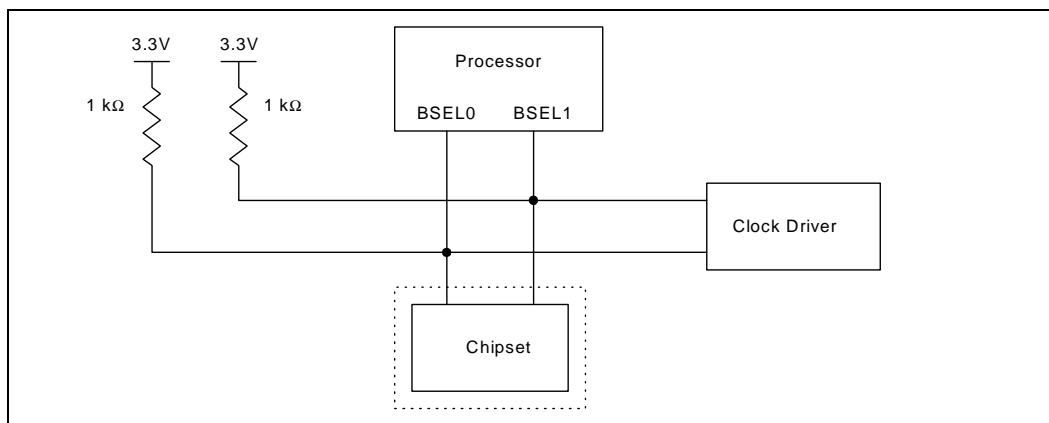 3.3V 3.3V
1 kΩ 1 kΩ
Processor
BSEL0 BSEL1
Clock Driver
Chipset